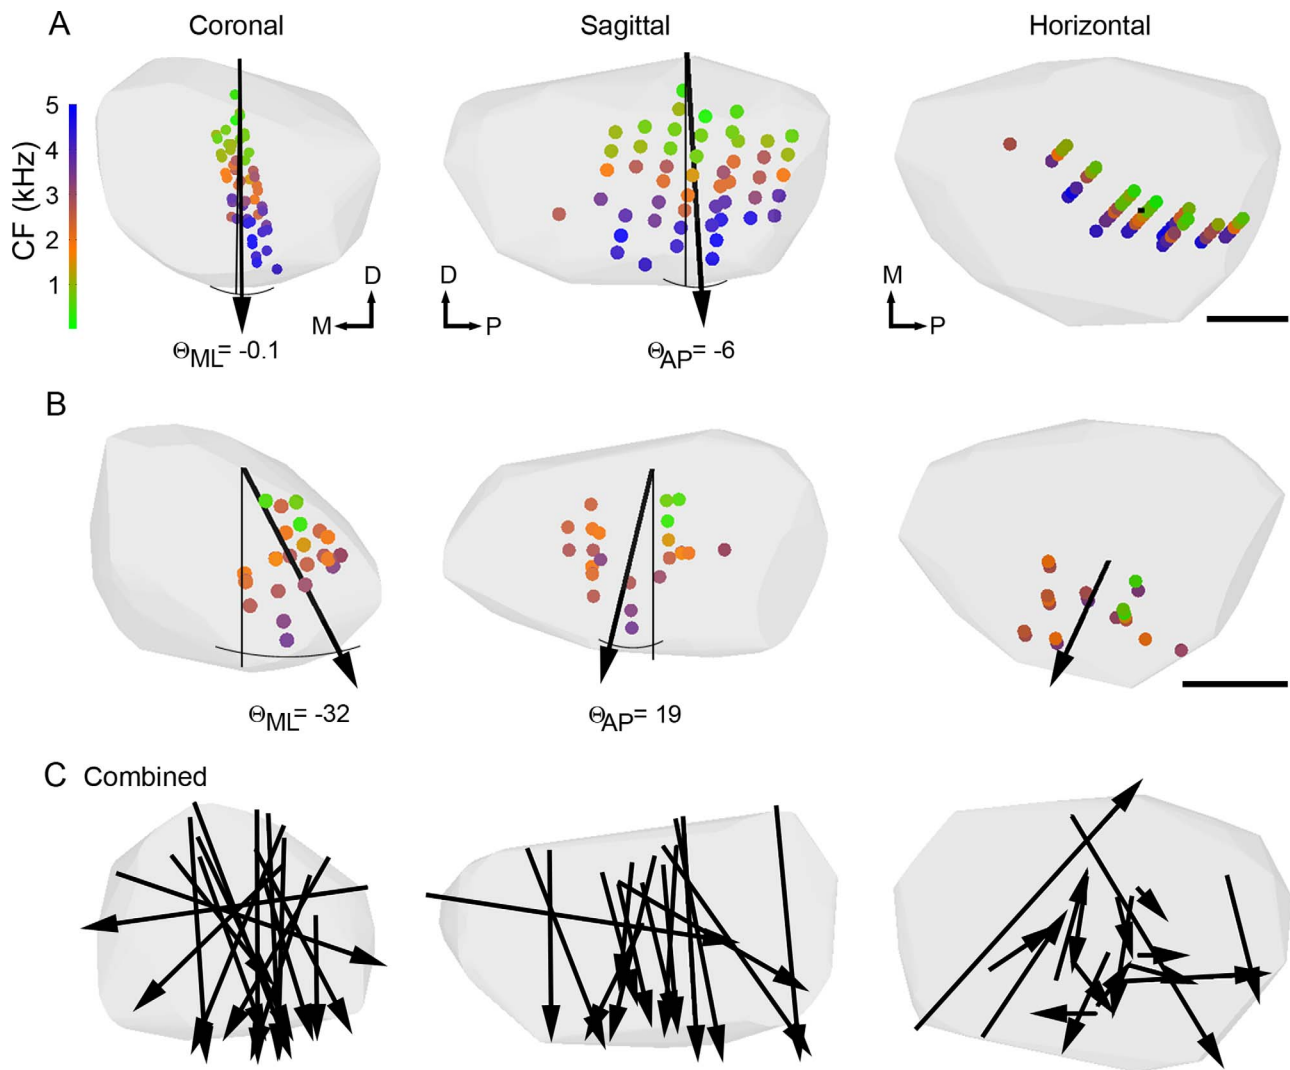 A
Coronal
Sagittal
Horizontal
CF (kHz)
5
4
3
2
1
D
M
D
P
M
P
ΘML= -0.1
ΘAP= -6
B
ΘML= -32
ΘAP= 19
C Combined